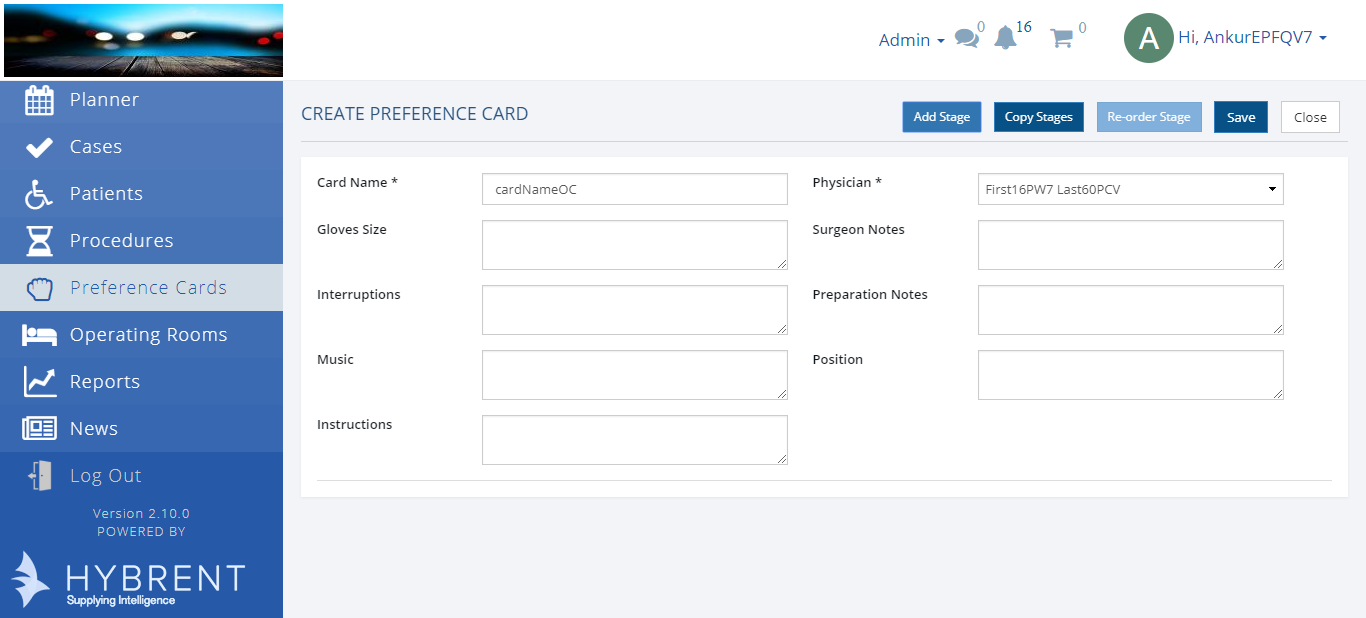 Admin
0
16
0
A
Hi, AnkurEPFQV7
Planner
Cases
Patients
Procedures
Preference Cards
Operating Rooms
Reports
News
Log Out
Version 2.10.0
POWERED BY
HYBRENT
Supplying Intelligence
CREATE PREFERENCE CARD
Add Stage
Copy Stages
Re-order Stage
Save
Close
Card Name *
cardNameOC
Physician *
First16PW7 Last60PCV
Gloves Size
Surgeon Notes
Interruptions
Preparation Notes
Music
Position
Instructions